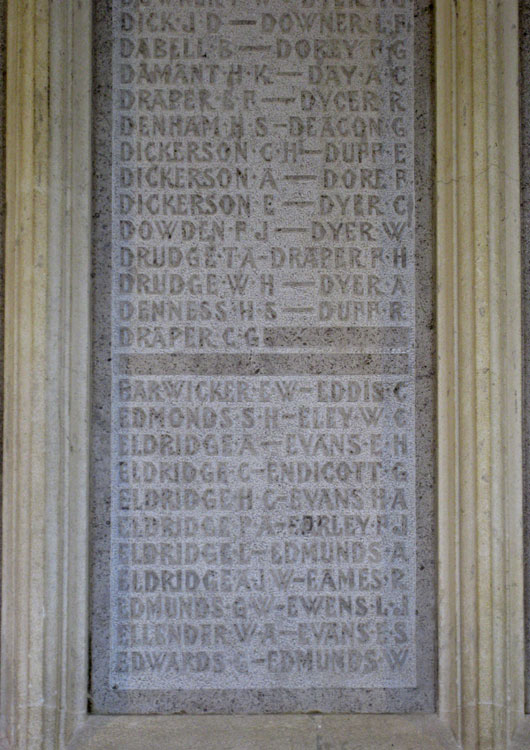 DICK·J·D—DOWNER·L·F
DABELL·B—DOREY·F·G
DAMANT·H·K—DAY·A·C
DRAPER·E·F—DYCER·R
DENHAM·H·S—DEACON·G
DICKERSON·C·H—DUFF·E
DICKERSON·A—DORE·F
DICKERSON·E—DYER·C
DOWDEN·F·J—DYER·W
DRUDGE·T·A-DRAPER·F·H
DRUDGE·W·H—DYER·A
DENNESS·H·S—DUFF·R
DRAPER·C·G
BARWICKER·E·W—EDDIS·C
EDMONDS·S·H—ELEY·W·C
ELDRIDGE·A—EVANS·E·H
ELDRIDGE·C—ENDICOTT·G
ELDRIDGE·H·C—EVANS·H·A
ELDRIDGE·P·A—EDRLEY·F·J
ELDRIDGE·E—EDMUNDS·A
ELDRIDGE·A·J·W—EAMES·R
EDMUNDS·G·W—EWENS·L·J
ELLENDER·W·A—EVANS·E·S
EDWARDS·G—EDMUNDS·W